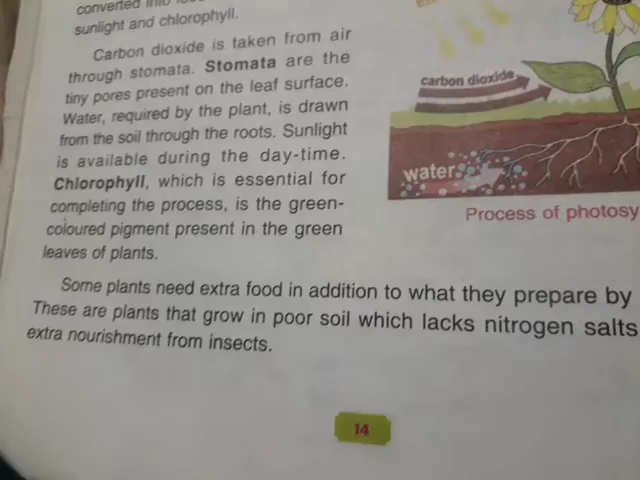 converted into
sunlight and chlorophyll.
Carbon dioxide is taken from air
through stomata. Stomata are the
tiny pores present on the leaf surface.
Water, required by the plant, is drawn
from the soil through the roots. Sunlight
is available during the day-time.
Chlorophyll, which is essential for
completing the process, is the green-
coloured pigment present in the green
leaves of plants.
carbon dioxide
water
Process of photosy
Some plants need extra food in addition to what they prepare by
These are plants that grow in poor soil which lacks nitrogen salts
extra nourishment from insects.
14